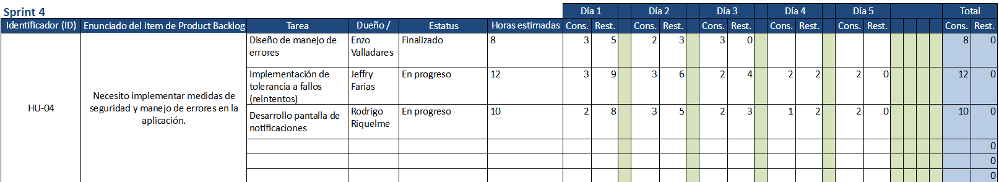 Sprint 4
Día 1 Día 2 Día 3 Día 4 Día 5 Total
Identificador (ID) Enunciado del item de Product Backlog Tarea Dueño / Estatus Horas estimadas Cons. Rest. Cons. Rest. Cons. Rest. Cons. Rest. Cons. Rest. Cons. Rest.
HU-04
Necesito implementar medidas de
seguridad y manejo de errores en la
aplicación.
Diseño de manejo de
errores
Enzo
Valladares
Finalizado 8 3 5 2 3 3 0 8 0
Implementación de
tolerancia a fallos
(reintentos)
Jeffry
Farias
En progreso 12 3 9 3 6 2 4 2 2 2 0 12 0
Desarrollo pantalla de
notificaciones
Rodrigo
Riquelme
En progreso 10 2 8 3 5 2 3 1 2 2 0 10 0
0
0
0